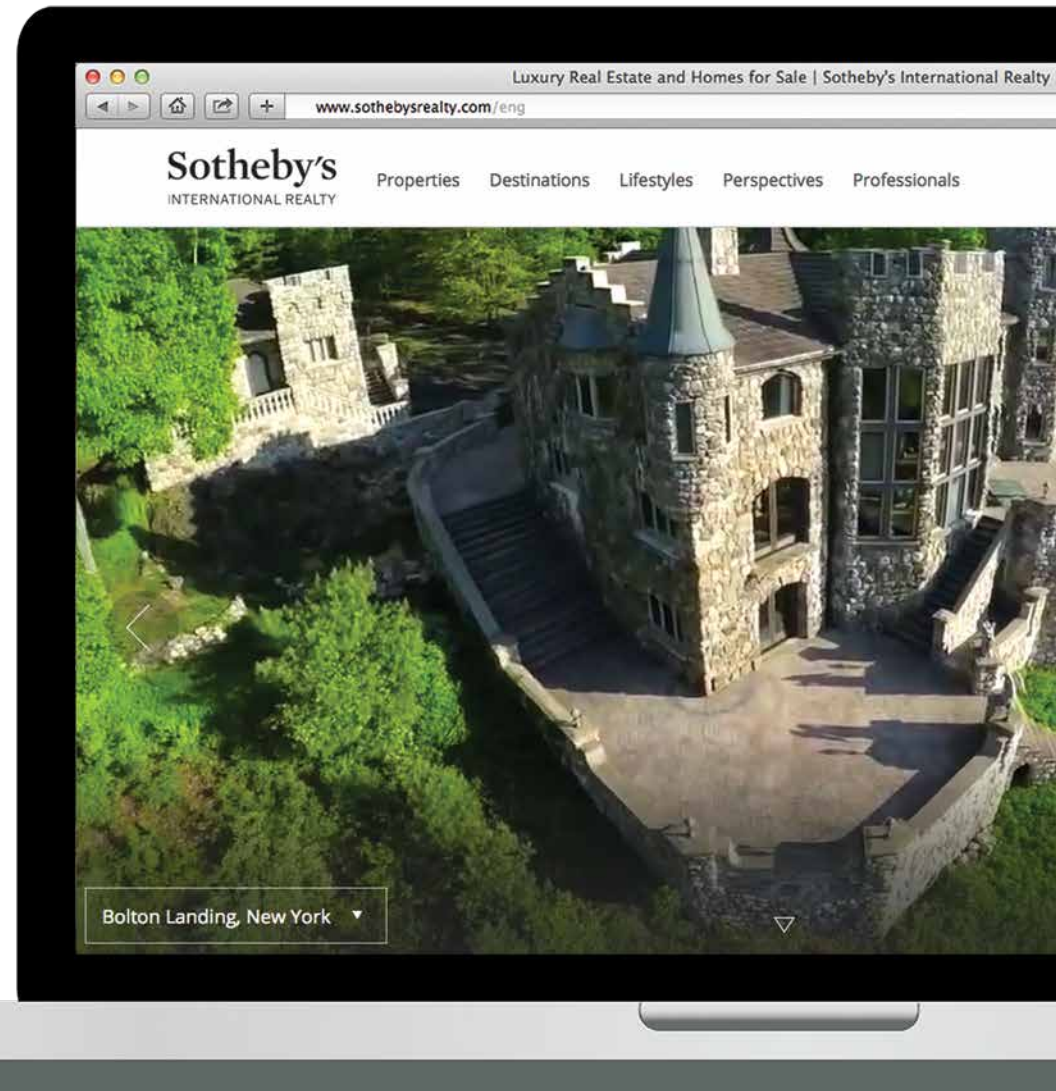 Luxury Real Estate and Homes for Sale | Sotheby's International Realty
www.sothebysrealty.com/eng
Sotheby's
INTERNATIONAL REALTY
Properties Destinations Lifestyles Perspectives Professionals
Bolton Landing, New York